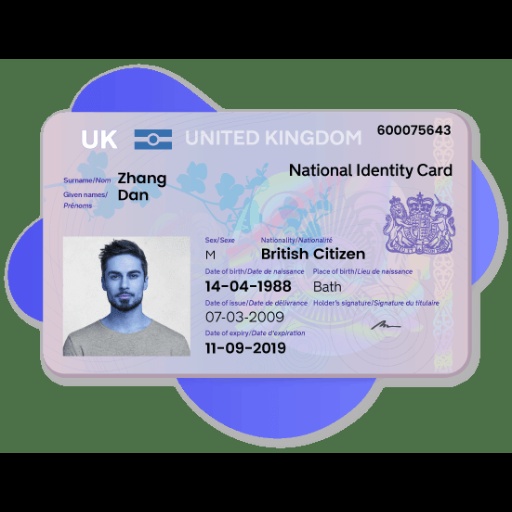 UK UNITED KINGDOM 600075643
National Identity Card
Surname/Nom Zhang
Given names/ Dan
Prénoms
Sex/Sexe Nationality/Nationalité
M British Citizen
Date of birth/Date de naissance Place of birth/Lieu de naissance
14-04-1988 Bath
Date of issue/Date de délivrance Holder's signature/Signature du titulaire
07-03-2009
Date of expiry/Date d'expiration
11-09-2019